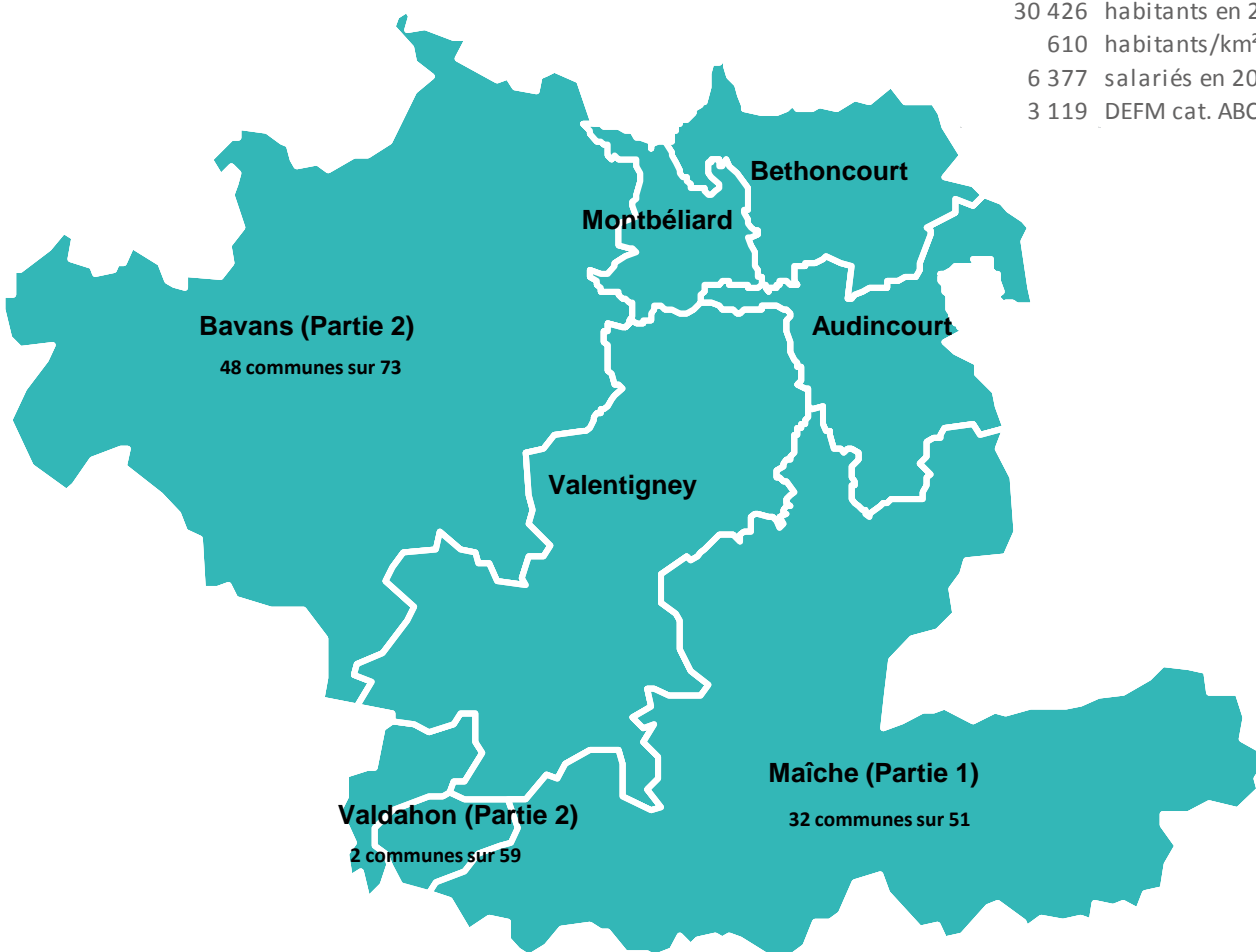 30 426 habitants en 2
610 habitants/km²
6 377 salariés en 20
3 119 DEFM cat. ABC
Bethoncourt
Montbéliard
Bavans (Partie 2)
48 communes sur 73
Audincourt
Valentigney
Maîche (Partie 1)
32 communes sur 51
Valdahon (Partie 2)
2 communes sur 59